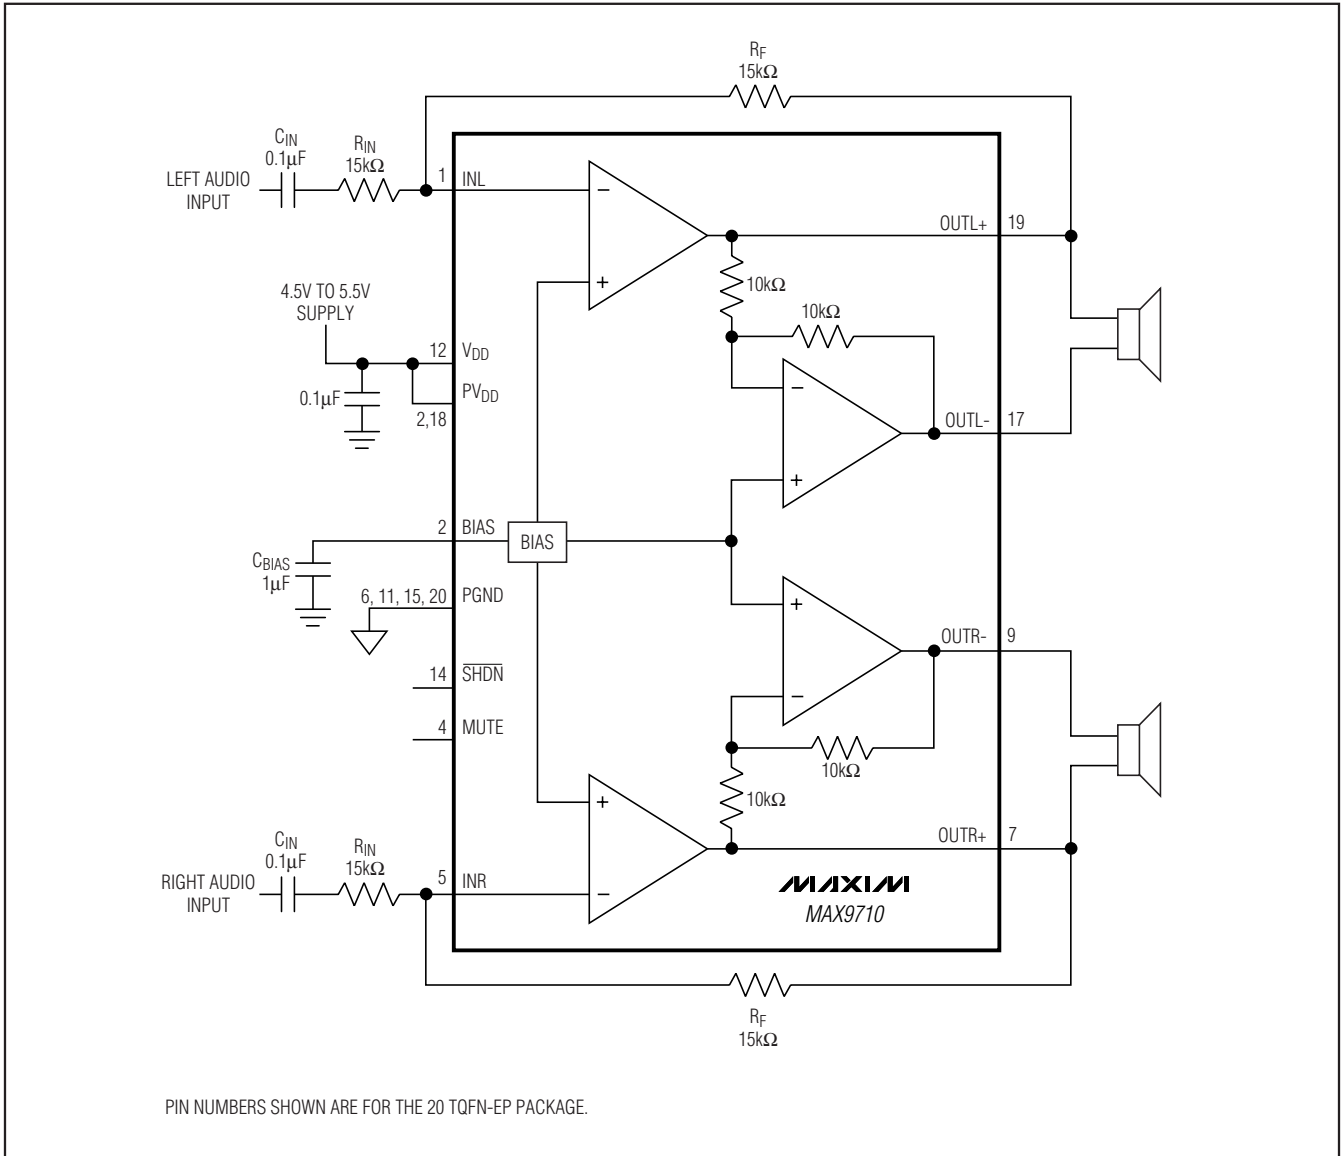 RF
15kΩ
CIN
0.1µF
RIN
15kΩ
LEFT AUDIO
INPUT
1
INL
−
+
OUTL+
19
10kΩ
10kΩ
4.5V TO 5.5V
SUPPLY
12
VDD
PVDD
2,18
0.1µF
−
+
OUTL-
17
2
BIAS
BIAS
CBIAS
1µF
6, 11, 15, 20
PGND
14
SHDN
4
MUTE
+
−
OUTR-
9
10kΩ
10kΩ
+
−
OUTR+
7
CIN
0.1µF
RIN
15kΩ
RIGHT AUDIO
INPUT
5
INR
MAXIM
MAX9710
RF
15kΩ
PIN NUMBERS SHOWN ARE FOR THE 20 TQFN-EP PACKAGE.